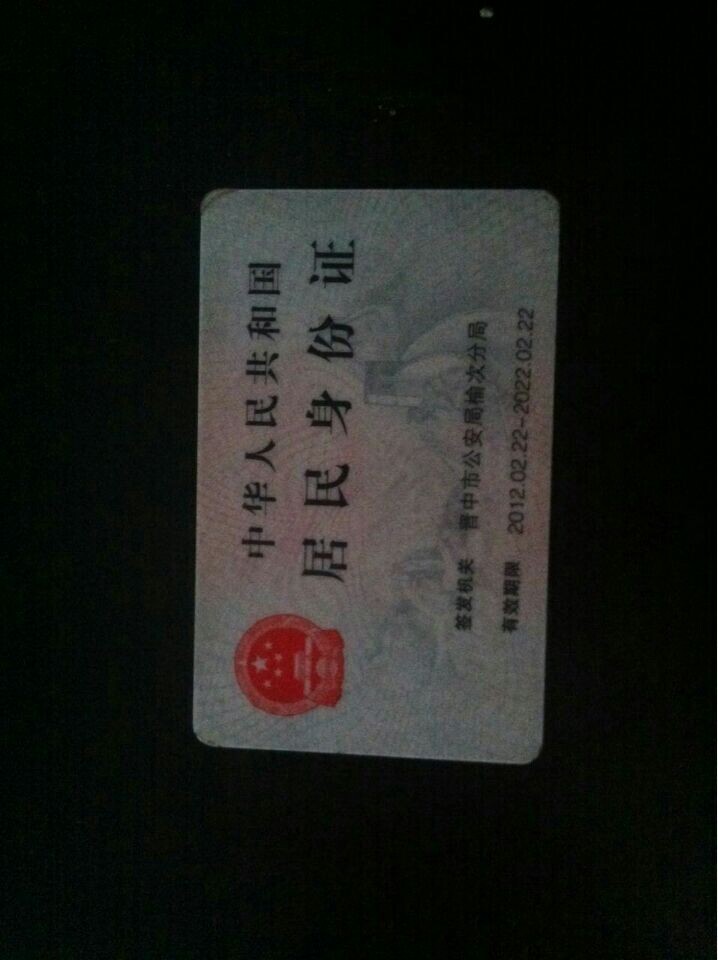 中华人民共和国
居民身份证
签发机关 晋中市公安局榆次分局
有效期限 2012.02.22-2022.02.22